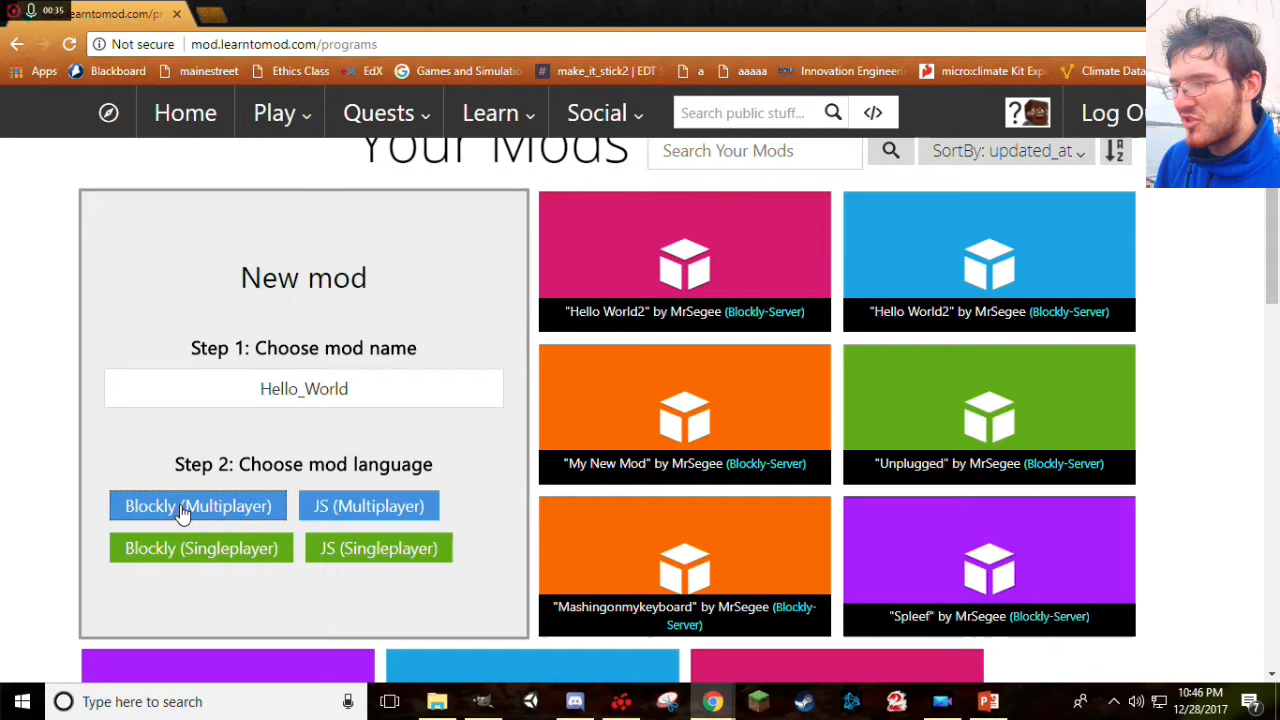 00:35
earntomod.com/pr
Not secure mod.learntomod.com/programs
Apps Blackboard mainestreet Ethics Class EdX Games and Simulatio make_it_stick2 | EDT a aaaaa Innovation Engineeri micro:climate Kit Exp Climate Data
Home Play Quests Learn Social Search public stuff... Log O
Your Mods Search Your Mods SortBy: updated_at
New mod
Step 1: Choose mod name
Hello_World
Step 2: Choose mod language
Blockly (Multiplayer) JS (Multiplayer)
Blockly (Singleplayer) JS (Singleplayer)
"Hello World2" by MrSegee (Blockly-Server)
"Hello World2" by MrSegee (Blockly-Server)
"My New Mod" by MrSegee (Blockly-Server)
"Unplugged" by MrSegee (Blockly-Server)
"Mashingonmykeyboard" by MrSegee (Blockly-
Server)
"Spleef" by MrSegee (Blockly-Server)
Type here to search
10:46 PM
12/28/2017
7